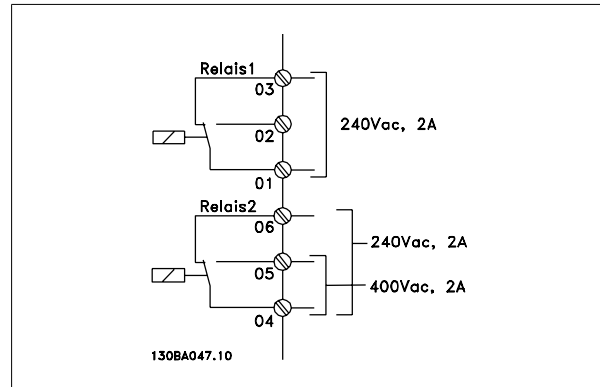 Relais1
03
240Vac, 2A
02
01
Relais2
06
240Vac, 2A
05
400Vac, 2A
04
130BA047.10